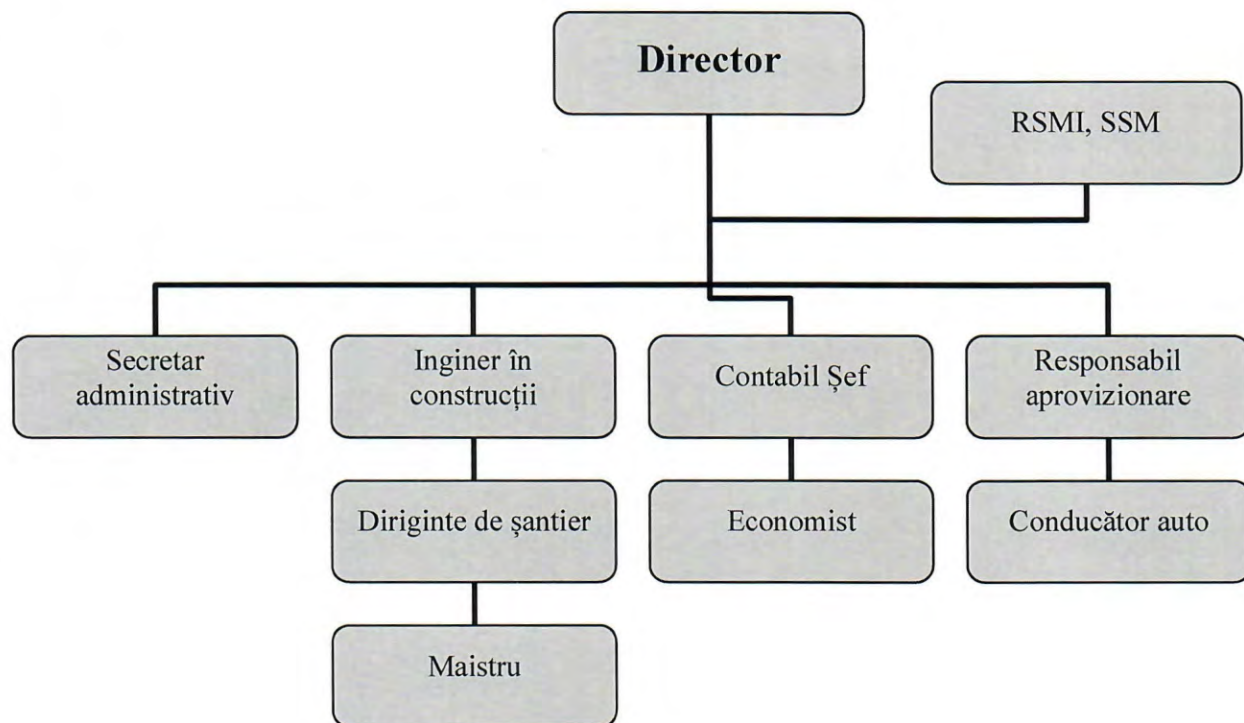 Director
RSMI, SSM
Secretar
administrativ
Inginer în
construcții
Contabil Șef
Responsabil
aprovizionare
Diriginte de șantier
Economist
Conducător auto
Maistru